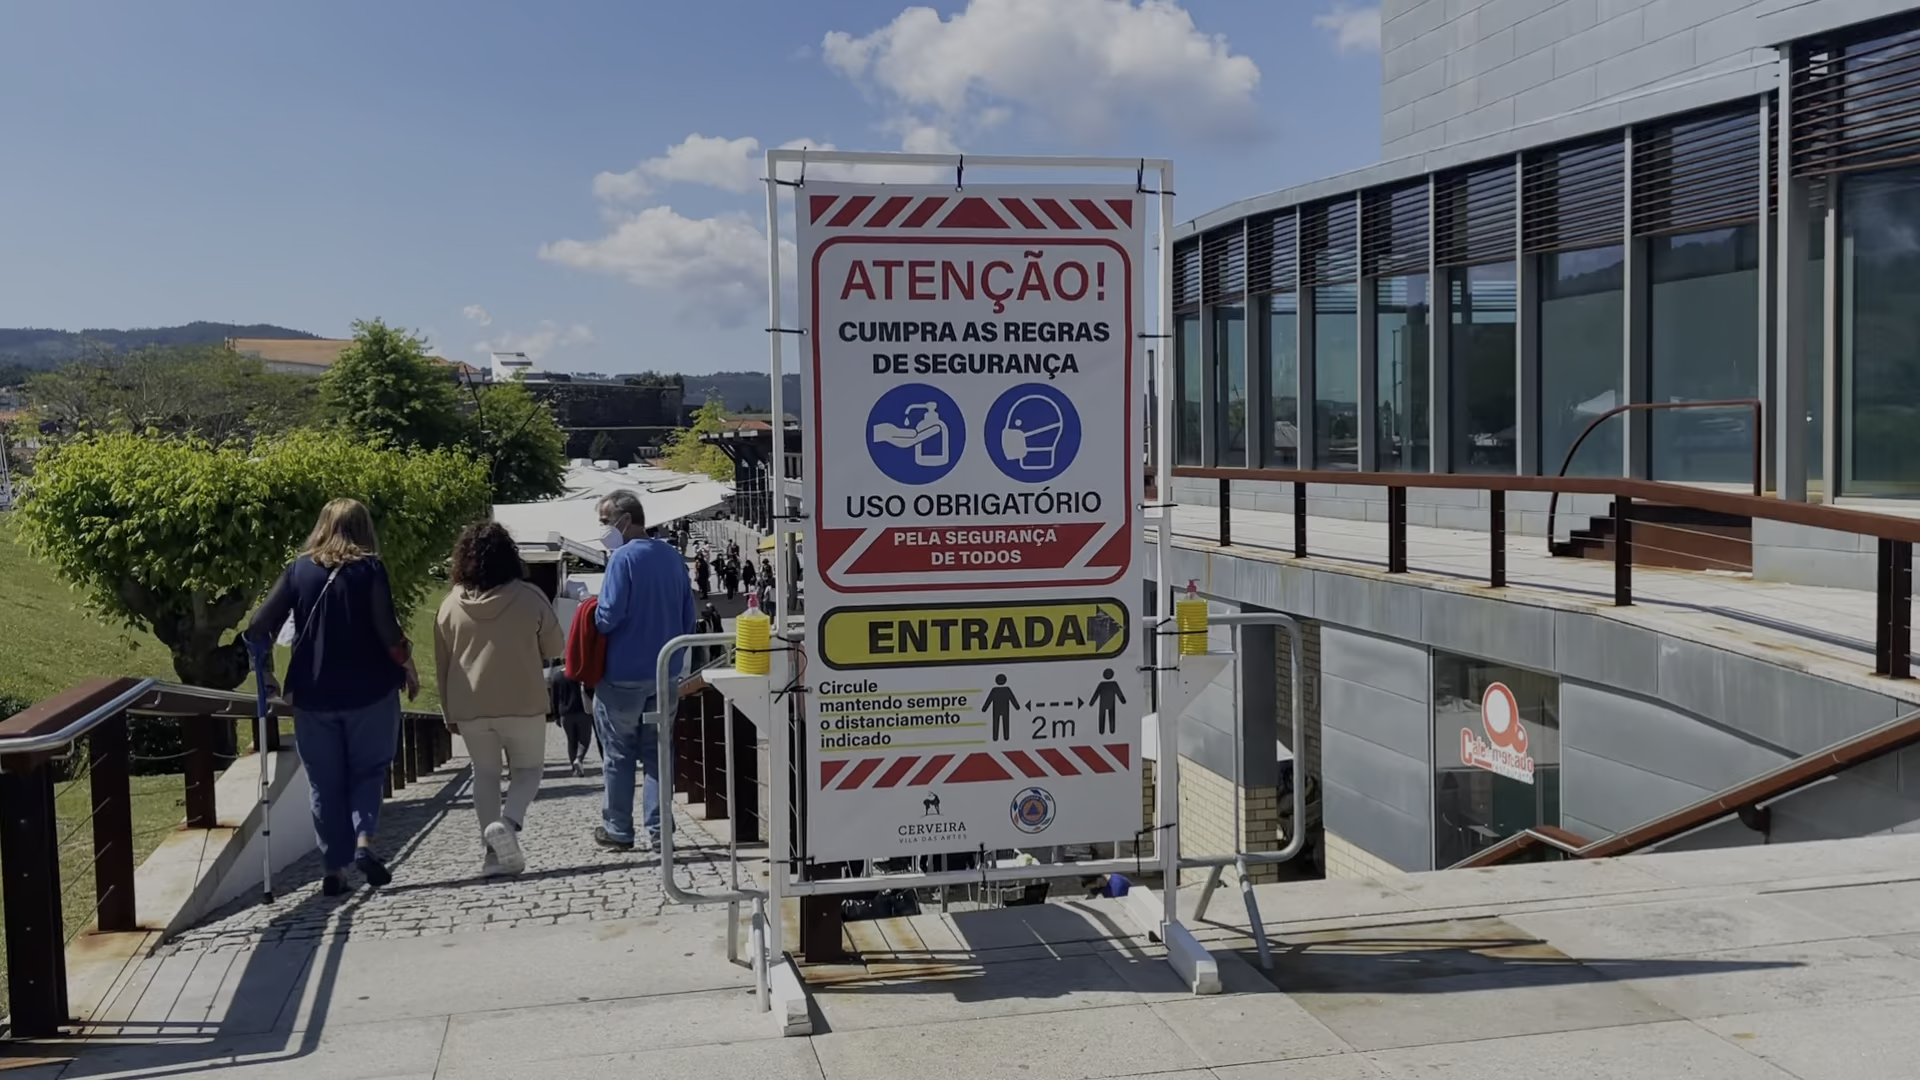 ATENÇÃO!
CUMPRA AS REGRAS
DE SEGURANÇA
USO OBRIGATÓRIO
PELA SEGURANÇA
DE TODOS
ENTRADA
Circule
mantendo sempre
o distanciamento
indicado
2m
CERVEIRA
VILA DAS ARTES